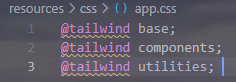 resources > css > app.css
1 @tailwind base;
2 @tailwind components;
3 @tailwind utilities;